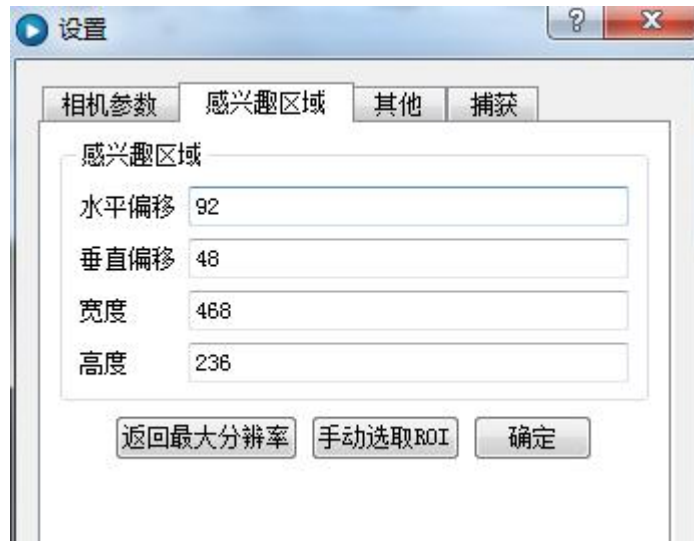 设置
相机参数 感兴趣区域 其他 捕获
感兴趣区域
水平偏移 92
垂直偏移 48
宽度 468
高度 236
返回最大分辨率 手动选取ROI 确定